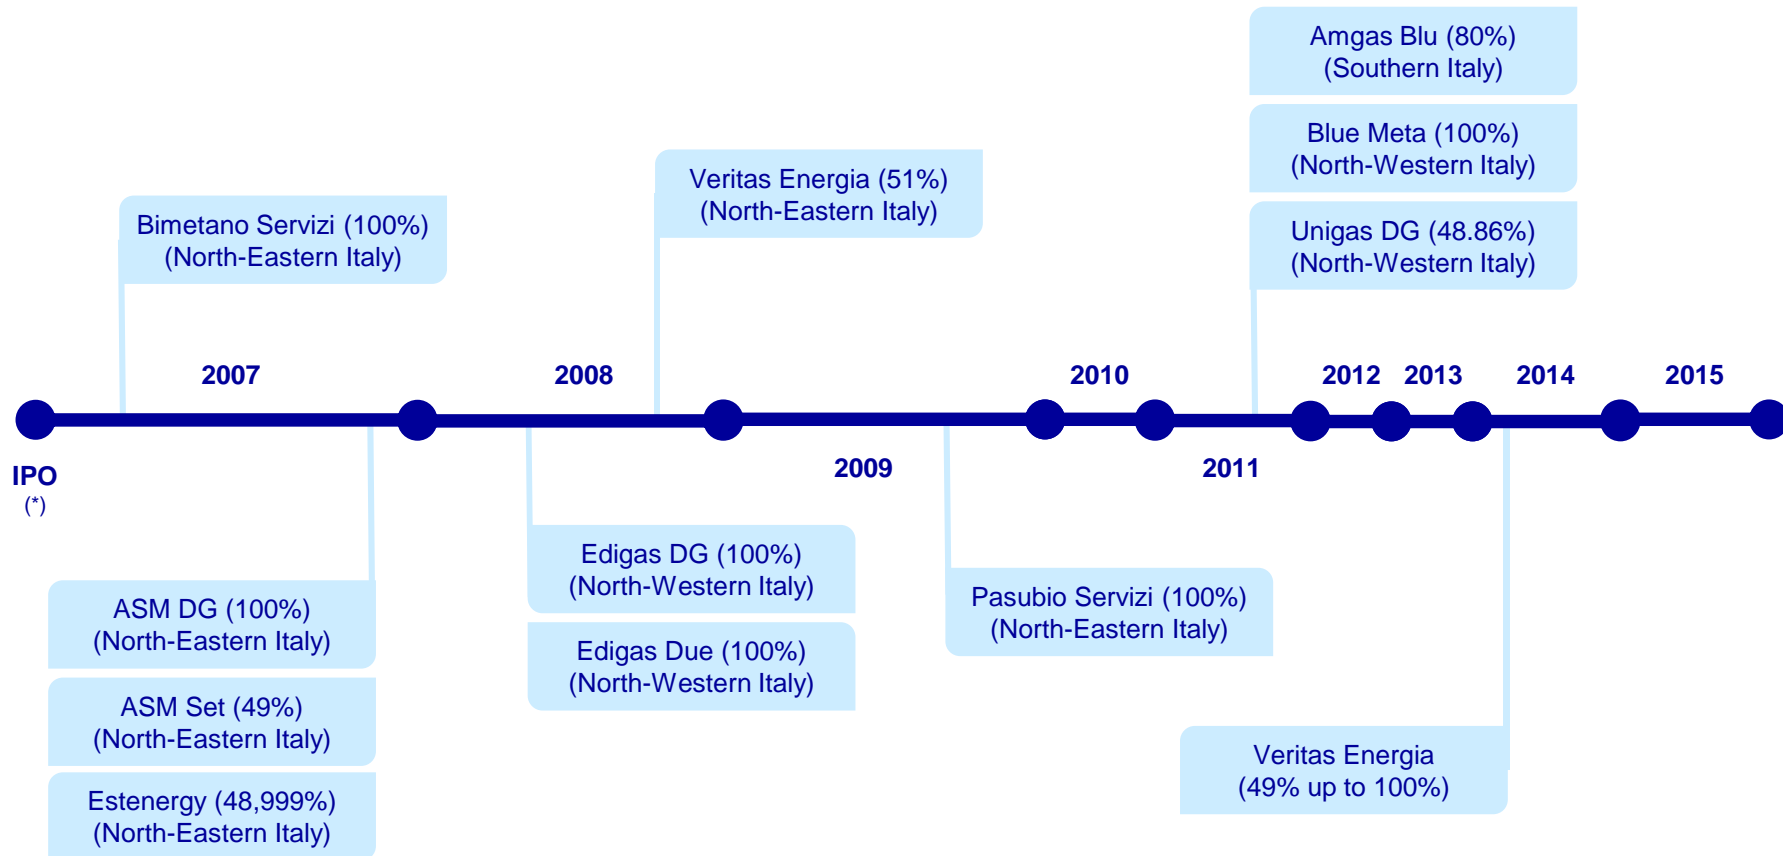 Amgas Blu (80%)
(Southern Italy)
Blue Meta (100%)
(North-Western Italy)
Unigas DG (48.86%)
(North-Western Italy)
Veritas Energia (51%)
(North-Eastern Italy)
Bimetano Servizi (100%)
(North-Eastern Italy)
2007
2008
2010
2012
2013
2014
2015
IPO
(*)
2009
2011
ASM DG (100%)
(North-Eastern Italy)
ASM Set (49%)
(North-Eastern Italy)
Estenergy (48,999%)
(North-Eastern Italy)
Edigas DG (100%)
(North-Western Italy)
Edigas Due (100%)
(North-Western Italy)
Pasubio Servizi (100%)
(North-Eastern Italy)
Veritas Energia
(49% up to 100%)